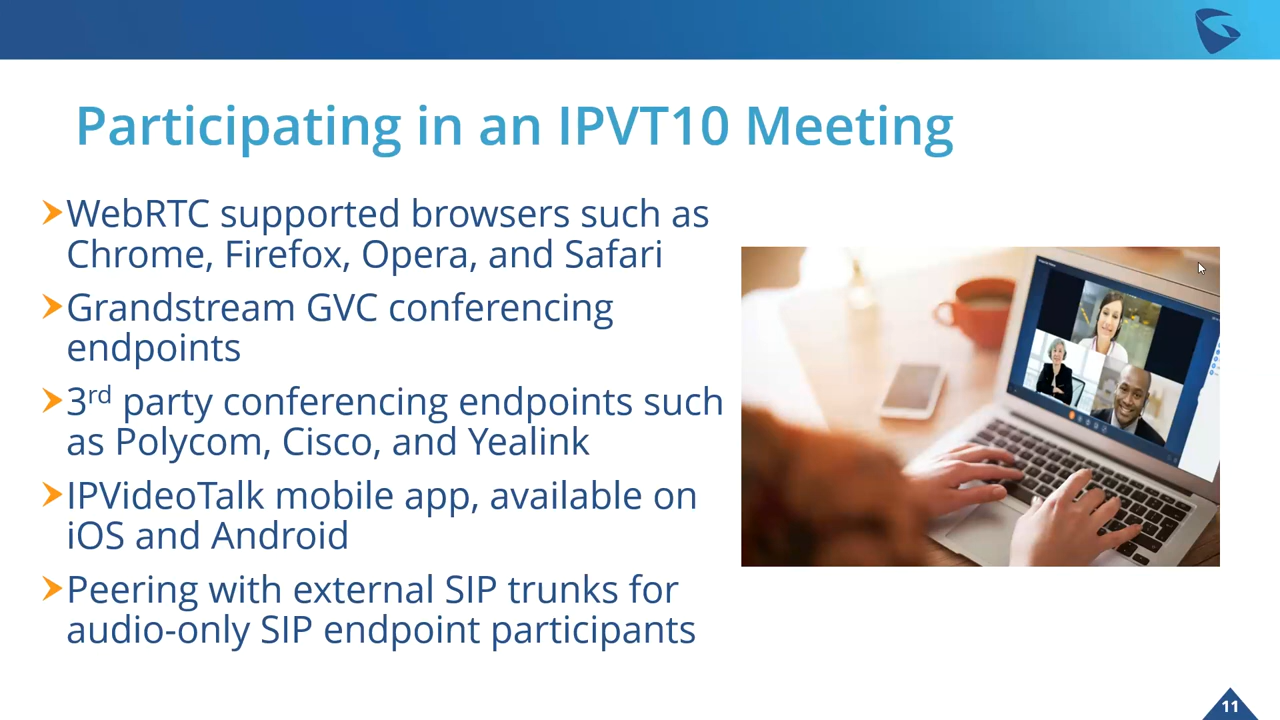 Participating in an IPVT10 Meeting
WebRTC supported browsers such as
Chrome, Firefox, Opera, and Safari
Grandstream GVC conferencing
endpoints
3rd party conferencing endpoints such
as Polycom, Cisco, and Yealink
IPVideoTalk mobile app, available on
iOS and Android
Peering with external SIP trunks for
audio-only SIP endpoint participants
11